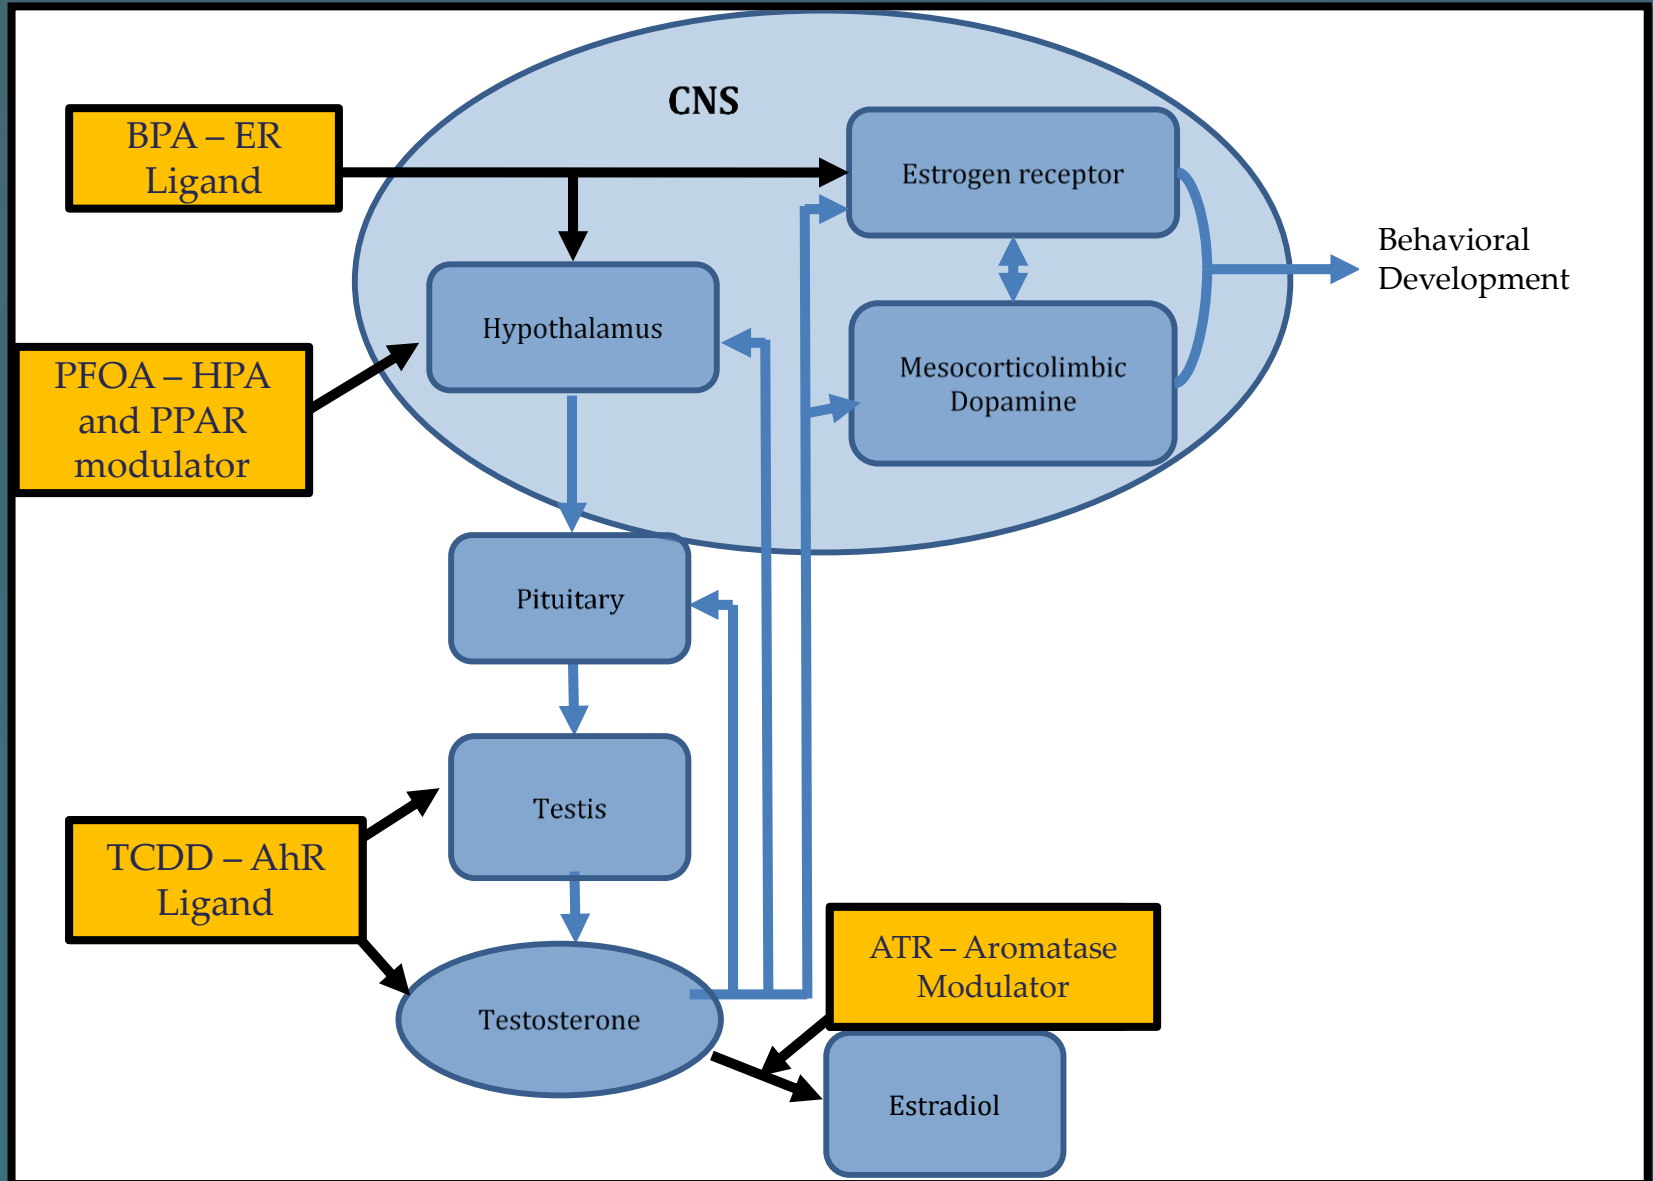 CNS
BPA – ER
Ligand
Estrogen receptor
Behavioral
Development
Hypothalamus
PFOA – HPA
and PPAR
modulator
Mesocorticolimbic
Dopamine
Pituitary
Testis
TCDD – AhR
Ligand
ATR – Aromatase
Modulator
Testosterone
Estradiol